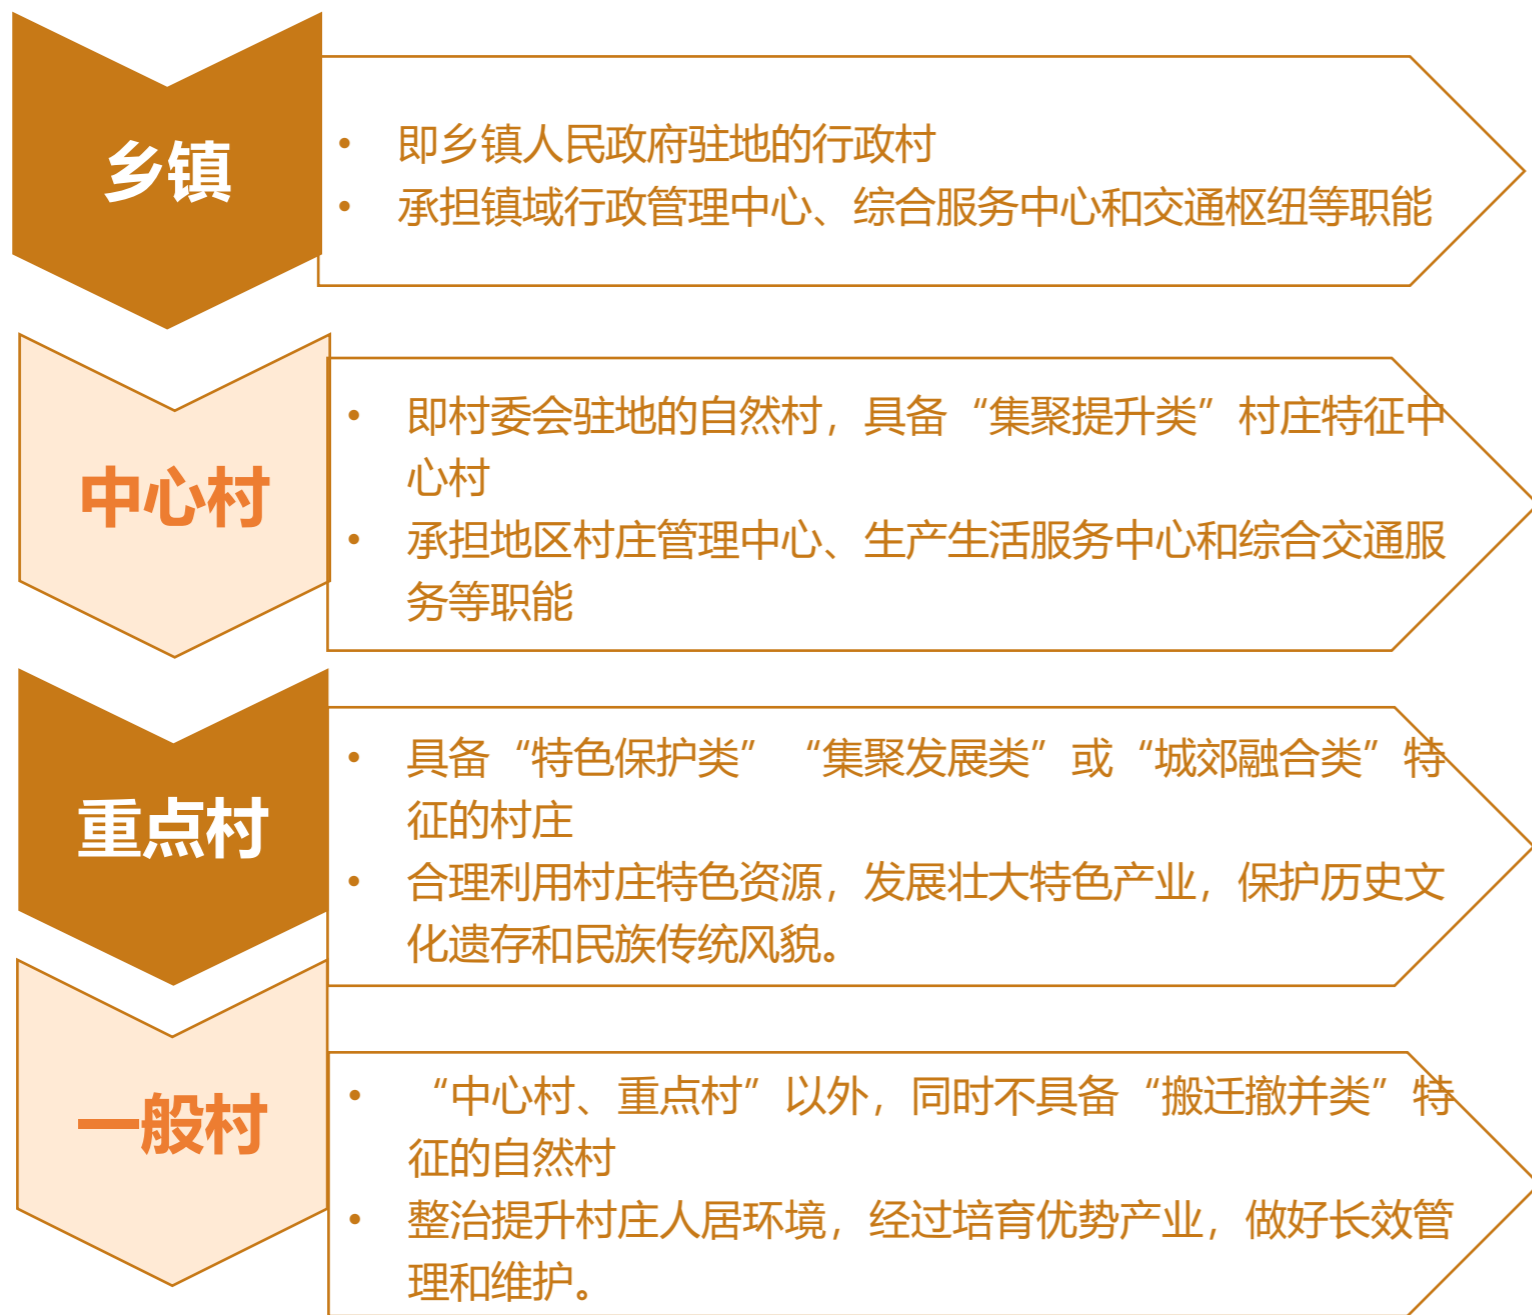 乡镇
• 即乡镇人民政府驻地的行政村
• 承担镇域行政管理中心、综合服务中心和交通枢纽等职能
中心村
• 即村委会驻地的自然村，具备“集聚提升类”村庄特征中
心村
• 承担地区村庄管理中心、生产生活服务中心和综合交通服
务等职能
重点村
• 具备“特色保护类”“集聚发展类”或“城郊融合类”特
征的村庄
• 合理利用村庄特色资源，发展壮大特色产业，保护历史文
化遗存和民族传统风貌。
一般村
• “中心村、重点村”以外，同时不具备“搬迁撤并类”特
征的自然村
• 整治提升村庄人居环境，经过培育优势产业，做好长效管
理和维护。